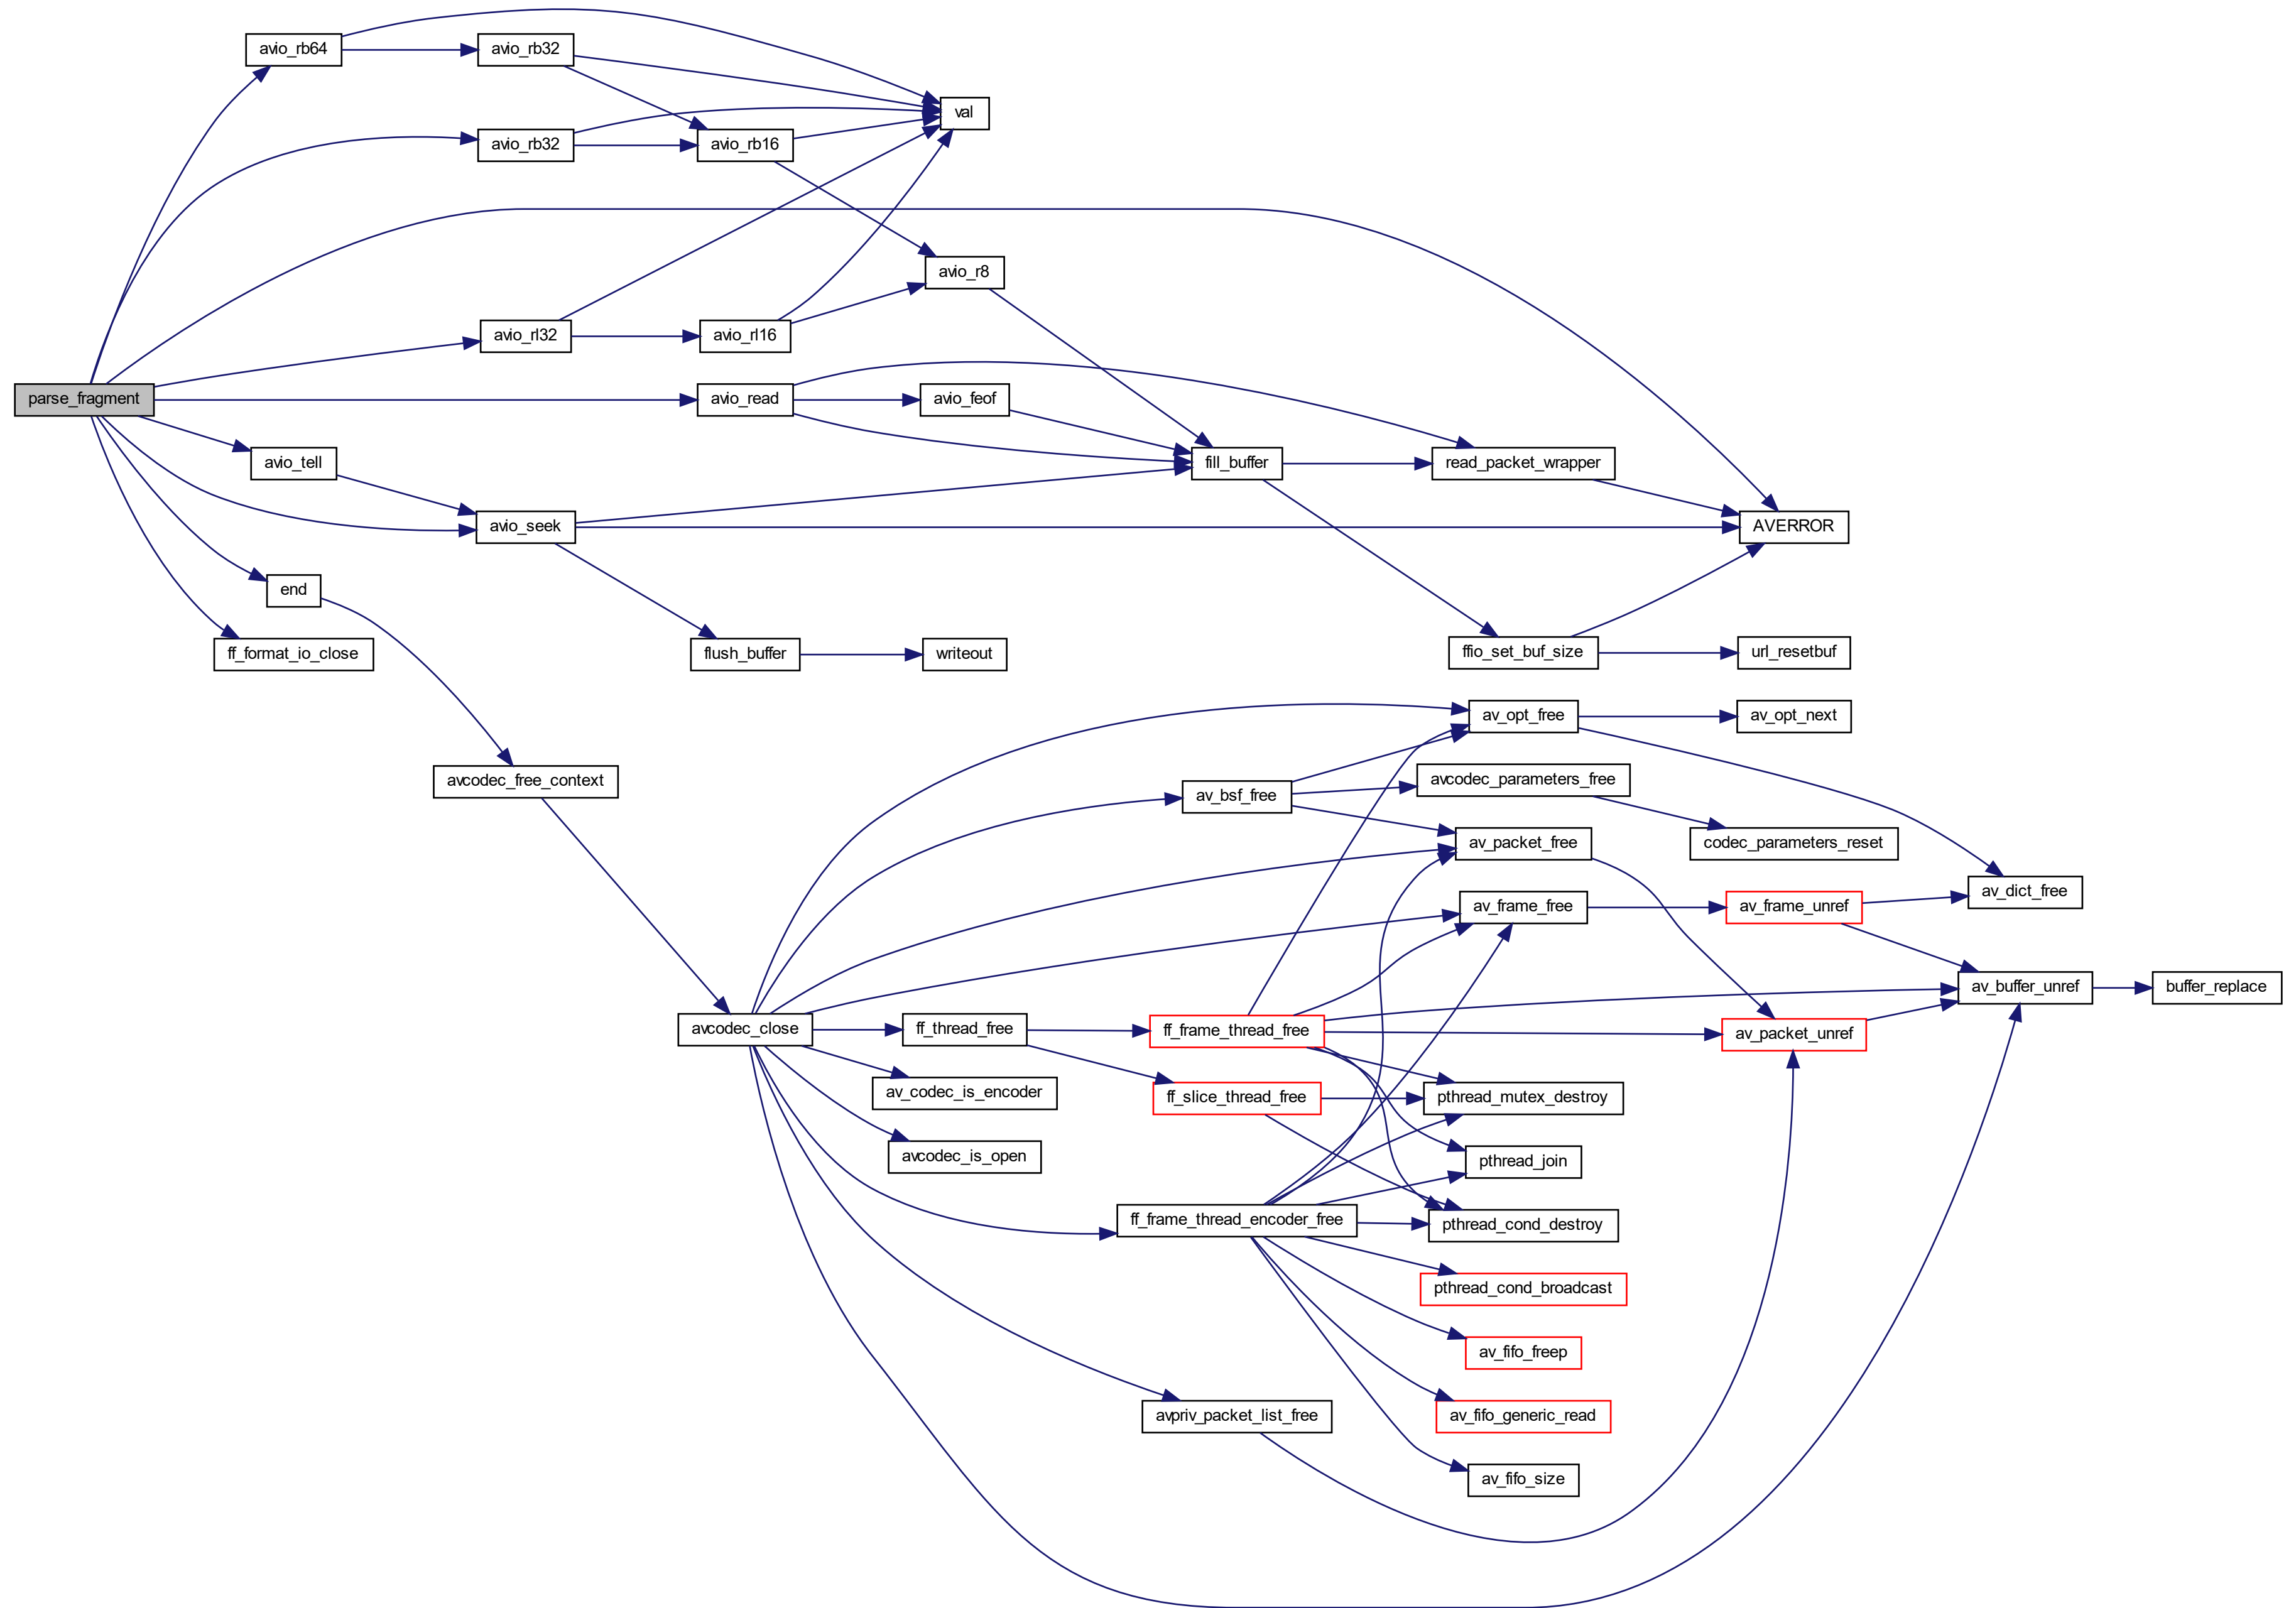 avio_rb64
avio_rb32
val
avio_rb32
avio_rb16
avio_r8
avio_rl32
avio_rl16
parse_fragment
avio_read
avio_feof
avio_tell
fill_buffer
read_packet_wrapper
avio_seek
AVERROR
end
ff_format_io_close
flush_buffer
writeout
ffio_set_buf_size
url_resetbuf
av_opt_free
av_opt_next
avcodec_free_context
av_bsf_free
avcodec_parameters_free
av_packet_free
codec_parameters_reset
av_dict_free
av_frame_free
av_frame_unref
av_buffer_unref
buffer_replace
avcodec_close
ff_thread_free
ff_frame_thread_free
av_packet_unref
av_codec_is_encoder
ff_slice_thread_free
pthread_mutex_destroy
avcodec_is_open
pthread_join
ff_frame_thread_encoder_free
pthread_cond_destroy
pthread_cond_broadcast
av_fifo_freep
avpriv_packet_list_free
av_fifo_generic_read
av_fifo_size